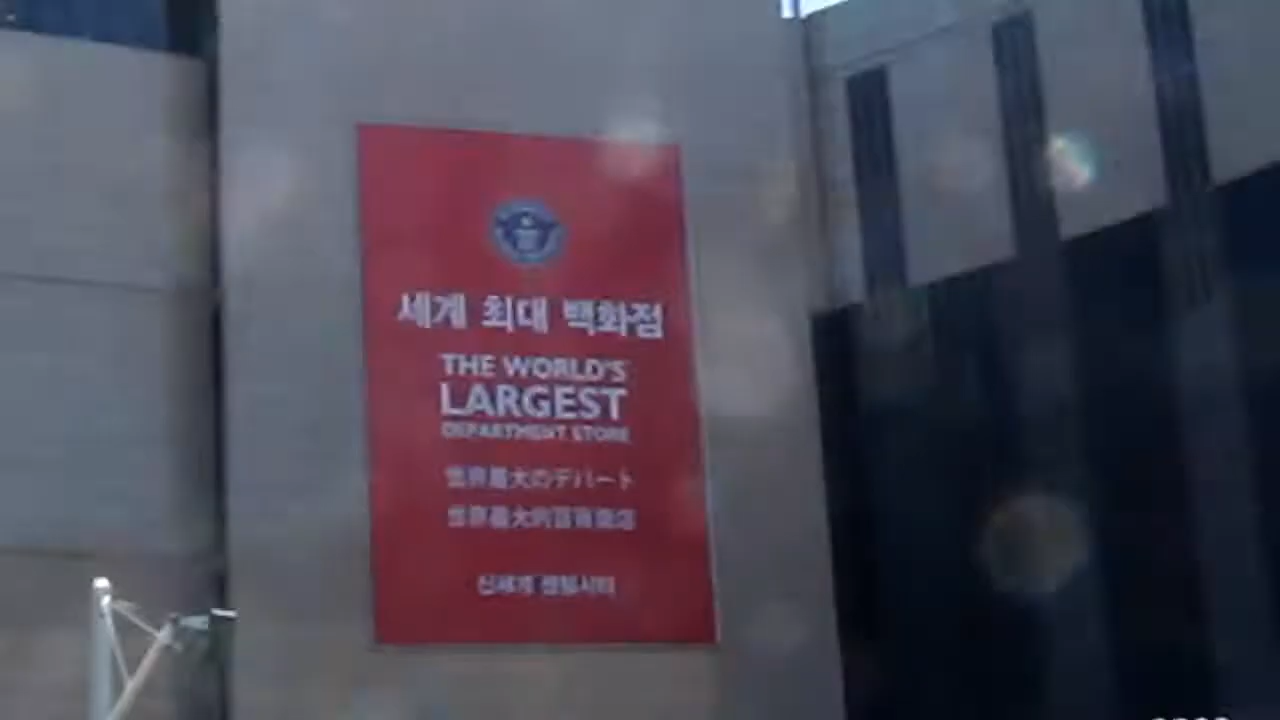 세계 최대 백화점
THE WORLD'S
LARGEST
DEPARTMENT STORE
世界最大のデパート
世界最大的百货商店
신세계 센텀시티